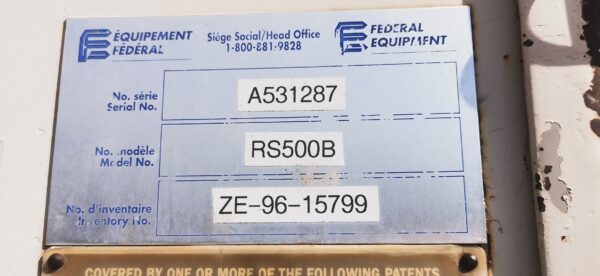 ÉQUIPEMENT
FÉDÉRAL
Siège Social/Head Office
1-800-881-9828
FEDERAL
EQUIPMENT
No. série
Serial No.
A531287
No. modèle
Model No.
RS500B
No. d'inventaire
Inventory No.
ZE-96-15799
COVERED BY ONE OR MORE OF THE FOLLOWING PATENTS